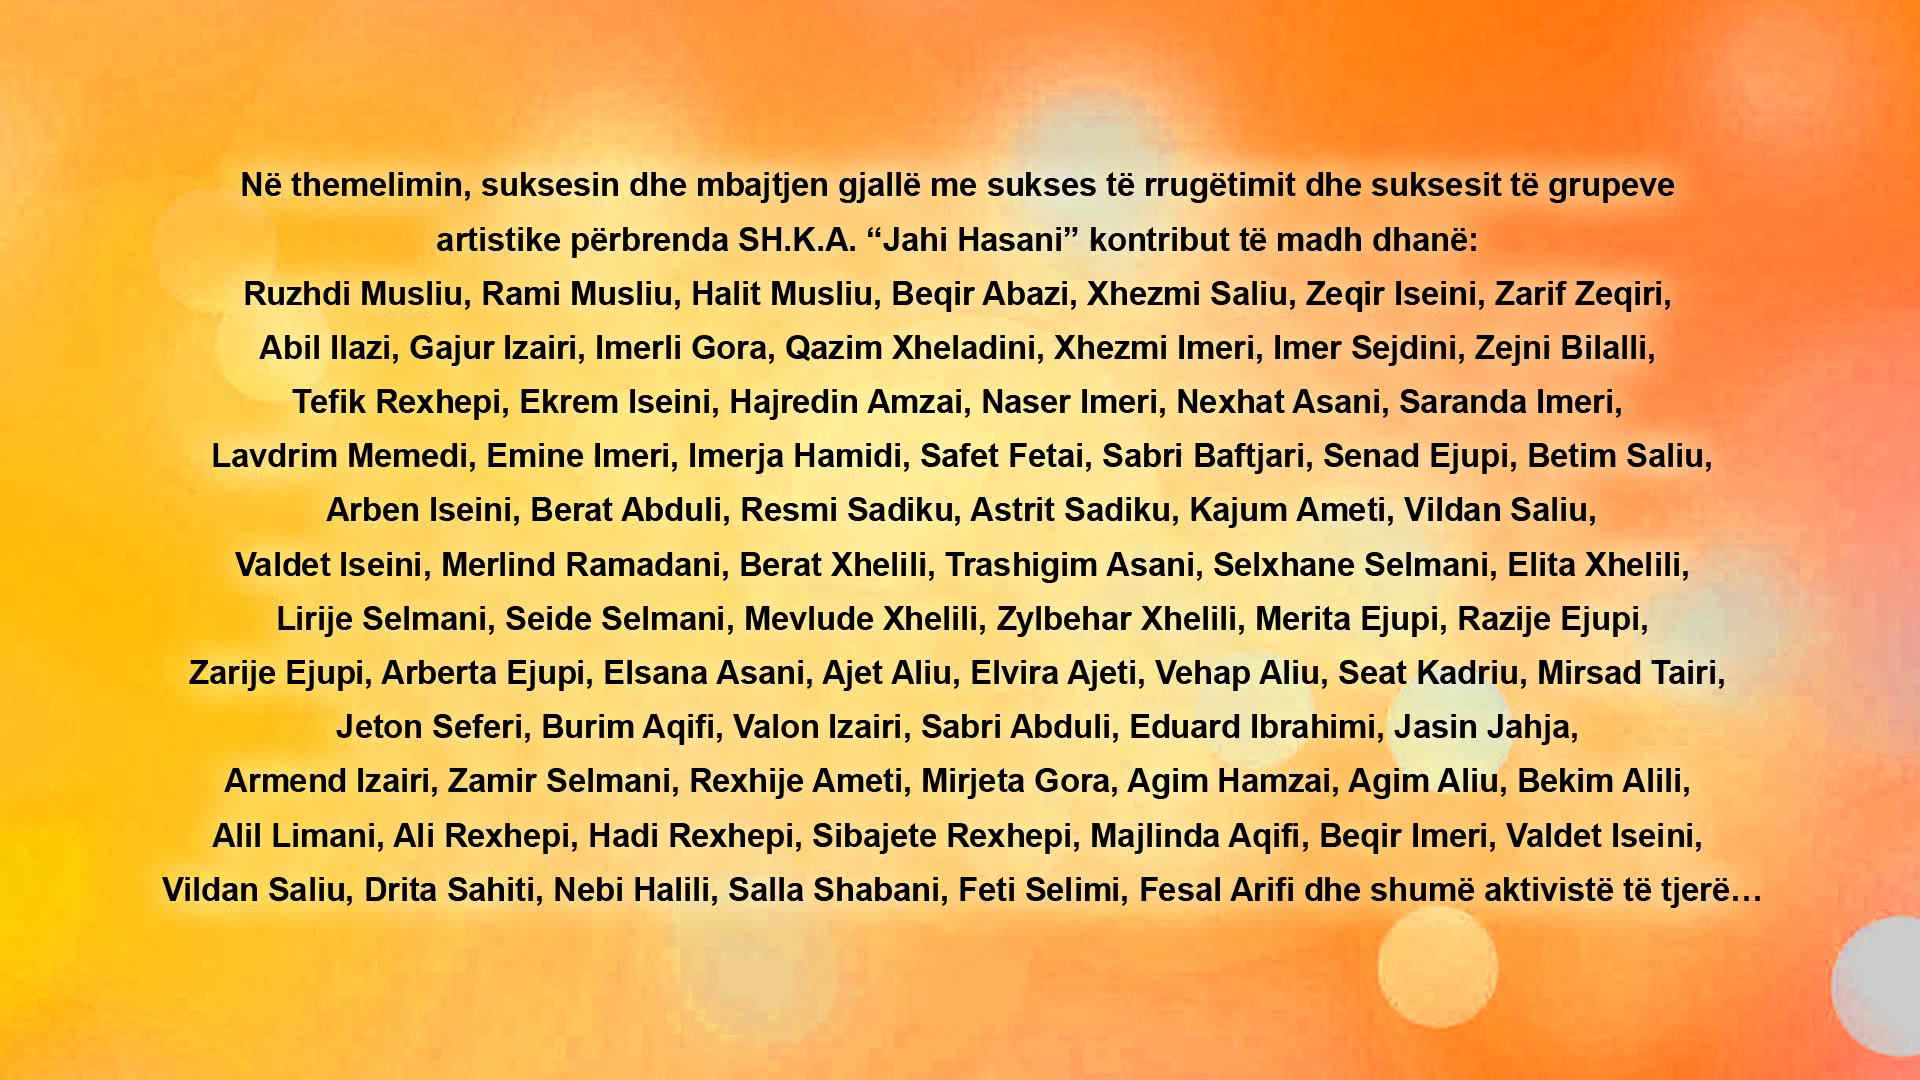 Në themelimin, suksesin dhe mbajtjen gjallë me sukses të rrugëtimit dhe suksesit të grupeve
artistike përbrenda SH.K.A. “Jahi Hasani” kontribut të madh dhanë:
Ruzhdi Musliu, Rami Musliu, Halit Musliu, Beqir Abazi, Xhezmi Saliu, Zeqir Iseini, Zarif Zeqiri,
Abil Ilazi, Gajur Izairi, Imerli Gora, Qazim Xheladini, Xhezmi Imeri, Imer Sejdini, Zejni Bilalli,
Tefik Rexhepi, Ekrem Iseini, Hajredin Amzai, Naser Imeri, Nexhat Asani, Saranda Imeri,
Lavdrim Memedi, Emine Imeri, Imerja Hamidi, Safet Fetai, Sabri Baftjari, Senad Ejupi, Betim Saliu,
Arben Iseini, Berat Abduli, Resmi Sadiku, Astrit Sadiku, Kajum Ameti, Vildan Saliu,
Valdet Iseini, Merlind Ramadani, Berat Xhelili, Trashigim Asani, Selxhane Selmani, Elita Xhelili,
Lirije Selmani, Seide Selmani, Mevlude Xhelili, Zylbehar Xhelili, Merita Ejupi, Razije Ejupi,
Zarije Ejupi, Arberta Ejupi, Elsana Asani, Ajet Aliu, Elvira Ajeti, Vehap Aliu, Seat Kadriu, Mirsad Tairi,
Jeton Seferi, Burim Aqifi, Valon Izairi, Sabri Abduli, Eduard Ibrahimi, Jasin Jahja,
Armend Izairi, Zamir Selmani, Rexhije Ameti, Mirjeta Gora, Agim Hamzai, Agim Aliu, Bekim Alili,
Alil Limani, Ali Rexhepi, Hadi Rexhepi, Sibajete Rexhepi, Majlinda Aqifi, Beqir Imeri, Valdet Iseini,
Vildan Saliu, Drita Sahiti, Nebi Halili, Salla Shabani, Feti Selimi, Fesal Arifi dhe shumë aktivistë të tjerë…